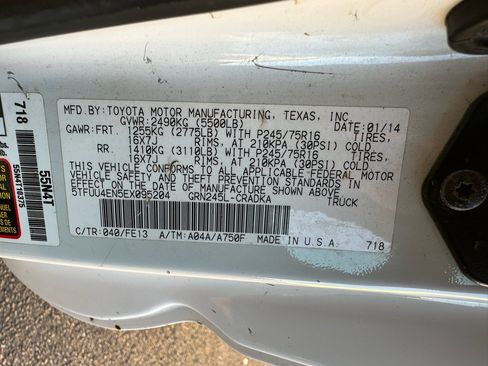 MFD.BY:TOYOTA MOTOR MANUFACTURING, TEXAS, INC.
GVWR:2490KG (5500LB) DATE:01/14
GAWR:FRT. 1255KG (2775LB) WITH P245/75R16 TIRES,
16X7J RIMS, AT 210KPA (30PSI) COLD
RR. 1410KG (3110LB) WITH P245/75R16 TIRES,
16X7J RIMS, AT 210KPA (30PSI) COLD
THIS VEHICLE CONFORMS TO ALL APPLICABLE FEDERAL MOTOR
VEHICLE SAFETY AND THEFT PREVENTION STANDARDS IN
EFFECT ON THE DATE OF MANUFACTURE SHOWN ABOVE
5TFUU4EN5EX095204 TRUCK
GRN245L-CRADKA
C/TR:040/FE13 A/TM:A04A/A750F MADE IN U.S.A. 718
718
55N4T